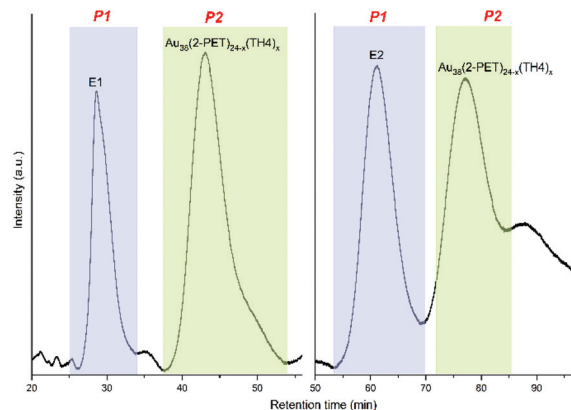 P1 P2 P1 P2
E1
Au38(2-PET)24-x(TH4)x
E2
Au38(2-PET)24-x(TH4)x
Intensity (a.u.)
20 30 40 50 50 60 70 80 90
Retention time (min)